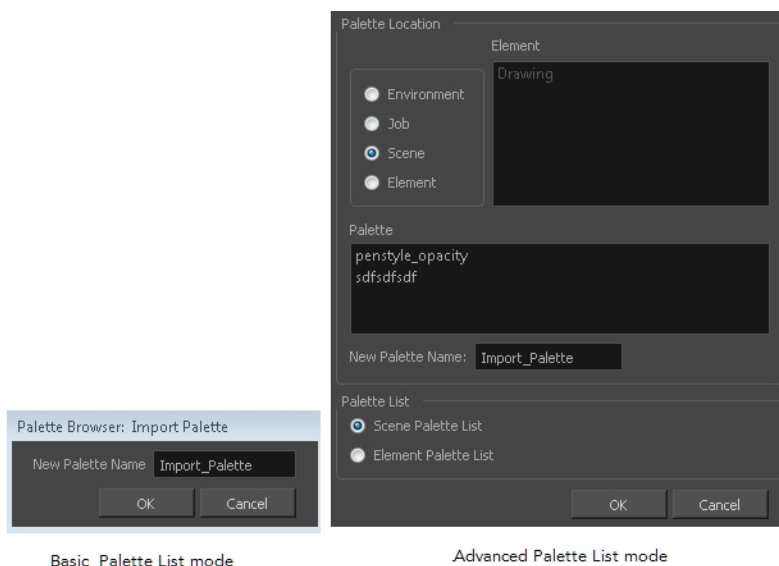 Palette Browser: Import Palette
New Palette Name
Import_Palette
OK
Cancel
Basic Palette List mode
Palette Location
Element
Drawing
Environment
Job
Scene
Element
Palette
penstyle_opacity
sdfsdfsdf
New Palette Name:
Import_Palette
Palette List
Scene Palette List
Element Palette List
OK
Cancel
Advanced Palette List mode